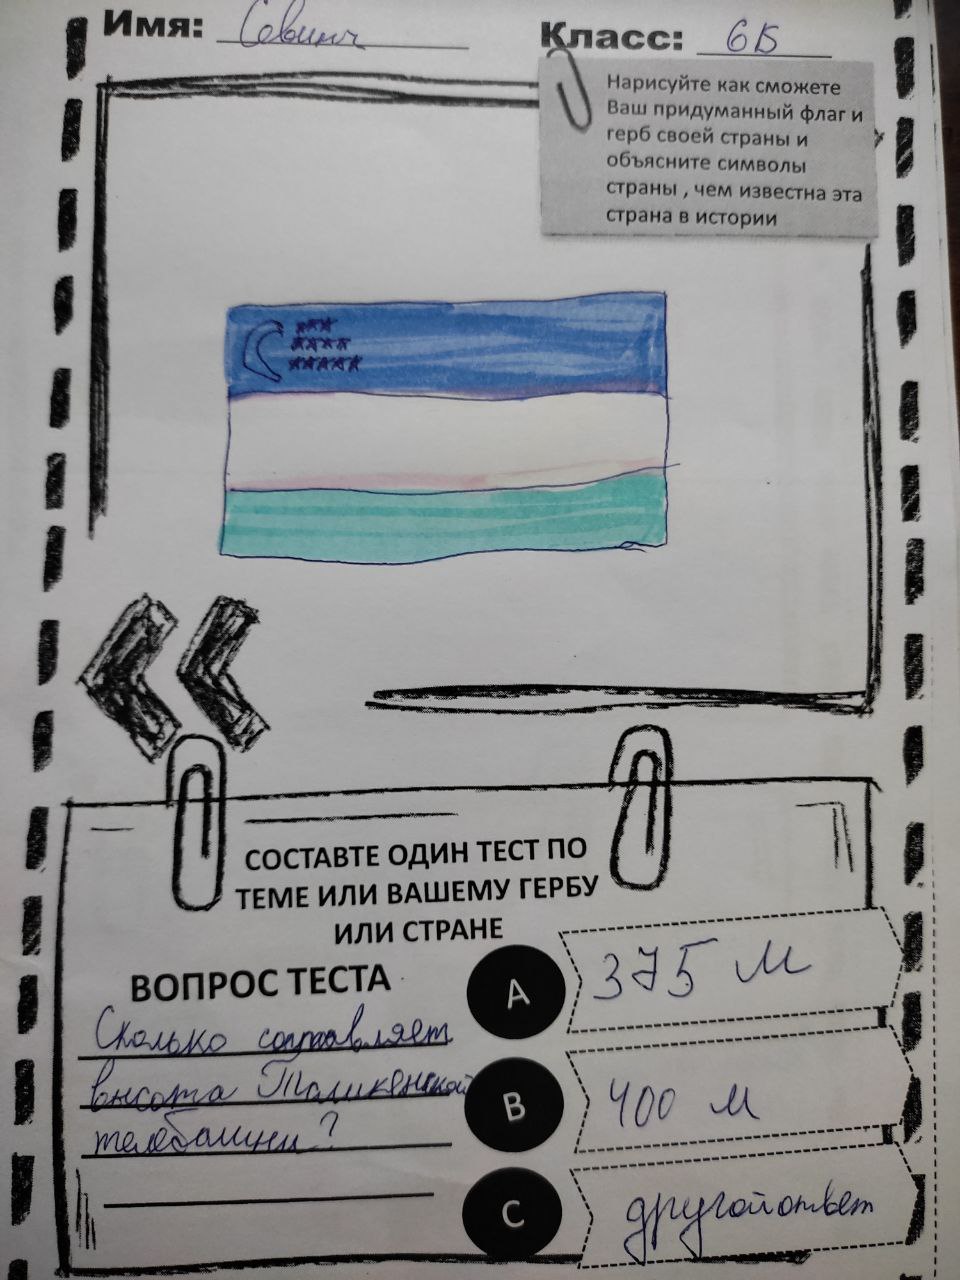 Имя: Севинч Класс: 6Б
Нарисуйте как сможете
Ваш придуманный флаг и
герб своей страны и
объясните символы
страны , чем известна эта
страна в истории
СОСТАВТЕ ОДИН ТЕСТ ПО
ТЕМЕ ИЛИ ВАШЕМУ ГЕРБУ
ИЛИ СТРАНЕ
ВОПРОС ТЕСТА
Сколько составляет
высота Ташкентской
телебашни?
A 375 м
B 400 м
C другой ответ